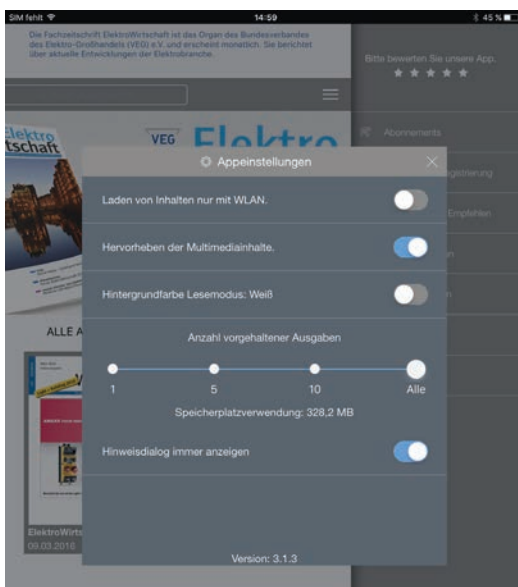 SIM fehlt
14:59
45 %
Die Fachzeitschrift ElektroWirtschaft ist das Organ des Bundesverbandes
des Elektro-Großhandels (VEG) e.V. und erscheint monatlich. Sie berichtet
über aktuelle Entwicklungen der Elektrobranche.
Bitte bewerten Sie unsere App.
Elektro
tschaft
VEG
Elektro
Abonnements
Appeinstellungen
gistrierung
Laden von Inhalten nur mit WLAN.
Empfehlen
Hervorheben der Multimediainhalte.
Hintergrundfarbe Lesemodus: Weiß
ALLE A
Anzahl vorgehaltener Ausgaben
1 5 10 Alle
Speicherplatzverwendung: 328,2 MB
Hinweisdialog immer anzeigen
ElektroWirts
09.03.2016
Version: 3.1.3